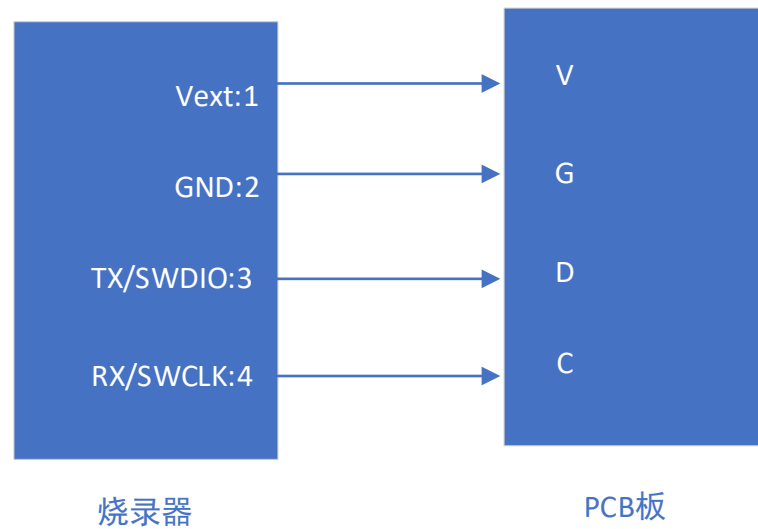 Vext:1
V
GND:2
G
TX/SWDIO:3
D
RX/SWCLK:4
C
烧录器
PCB板